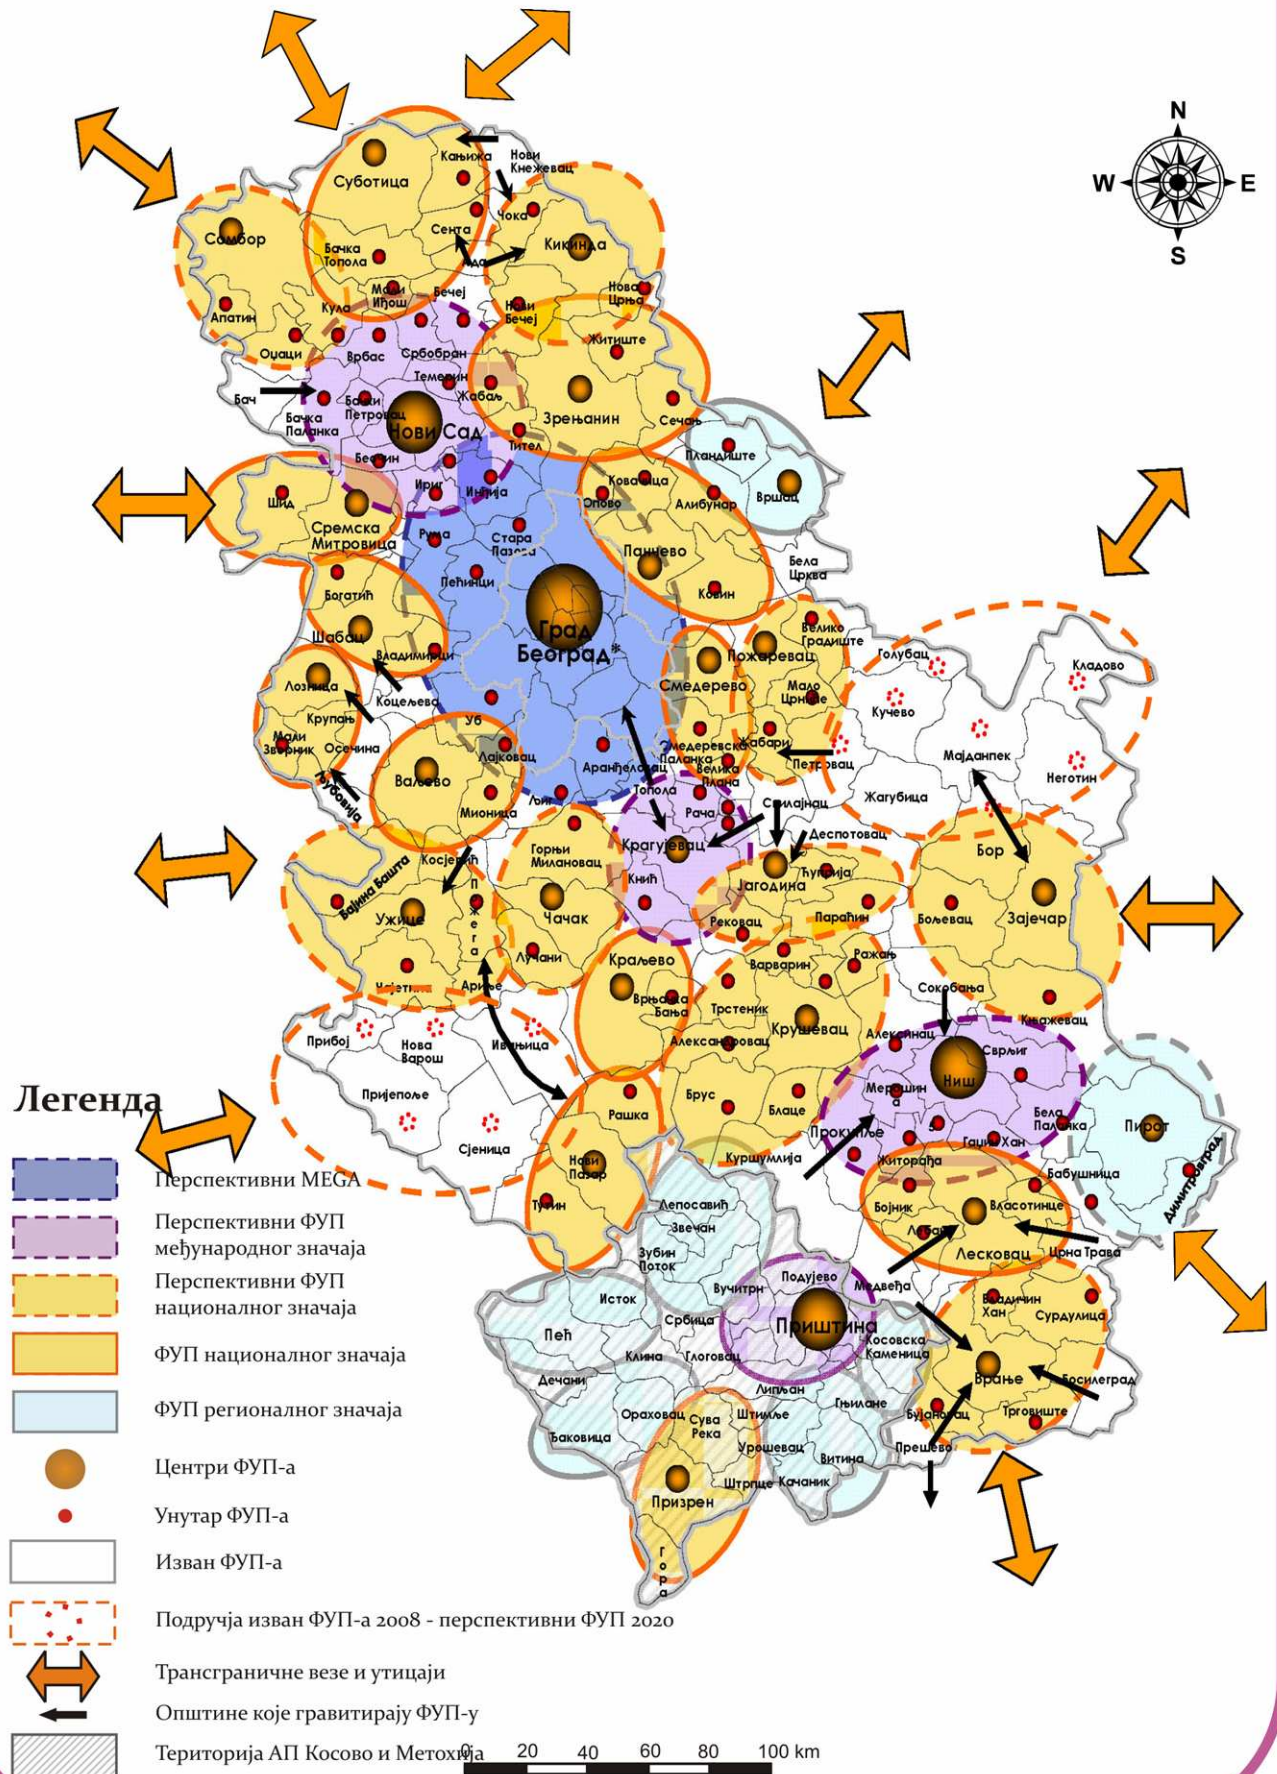 N
W
E
S
Суботица
Кањижа
Нови
Кнежевац
Чока
Сента
Ада
Кикинда
Сомбор
Бачка
Топола
Мали
Иђош
Бечеј
Нова
Црња
Нови
Бечеј
Апатин
Кула
Оџаци
Врбас
Србобран
Житиште
Темерин
Жабаљ
Бач
Бачка
Паланка
Бачки
Петровац
Нови Сад
Зрењанин
Сечањ
Тител
Пландиште
Вршац
Беочин
Ириг
Инђија
Ковачица
Опово
Алибунар
Шид
Сремска
Митровица
Рума
Стара
Пазова
Панчево
Бела
Црква
Пећинци
Ковин
Богатић
Шабац
Владимирци
Град
Београд*
Велико
Градиште
Пожаревац
Голубац
Кладово
Смедерево
Мало
Црниће
Кучево
Лозница
Коцељева
Крупањ
Мали
Зворник
Осечина
Уб
Лајковац
Љубовија
Ваљево
Аранђеловац
Смедеревска
Паланка
Велика
Плана
Жабари
Петровац
Мајданпек
Неготин
Жагубица
Мионица
Љиг
Топола
Рача
Свилајнац
Деспотовац
Горњи
Милановац
Крагујевац
Косјерић
Бајина Башта
Ужице
Пожега
Чачак
Кнић
Јагодина
Ћуприја
Бор
Зајечар
Бољевац
Рековац
Параћин
Лучани
Краљево
Варварин
Ражањ
Чајетина
Ариље
Врњачка
Бања
Трстеник
Крушевац
Сокобања
Књажевац
Прибој
Нова
Варош
Ивањица
Александровац
Алексинац
Сврљиг
Ниш
Мерошина
Пријепоље
Рашка
Брус
Блаце
Бела
Паланка
Пирот
Прокупље
Гаџин Хан
Сјеница
Нови
Пазар
Куршумлија
Житорађа
Бабушница
Димитровград
Тутин
Лепосавић
Звечан
Бојник
Власотинце
Лебане
Лесковац
Црна Трава
Зубин
Поток
Вучитрн
Подујево
Медвеђа
Исток
Србица
Приштина
Владичин
Хан
Сурдулица
Пећ
Косовска
Каменица
Клина
Глоговац
Дечани
Липљан
Врање
Босилеград
Ораховац
Сува
Река
Штимље
Гњилане
Бујановац
Трговиште
Ђаковица
Урошевац
Витина
Прешево
Призрен
Штрпце
Качаник
Гора
Легенда
Перспективни MEGA
Перспективни ФУП
међународног значаја
Перспективни ФУП
националног значаја
ФУП националног значаја
ФУП регионалног значаја
Центри ФУП-а
Унутар ФУП-а
Изван ФУП-а
Подручја изван ФУП-а 2008 - перспективни ФУП 2020
Трансграничне везе и утицаји
Општине које гравитирају ФУП-у
Територија АП Косово и Метохија
0 20 40 60 80 100 km